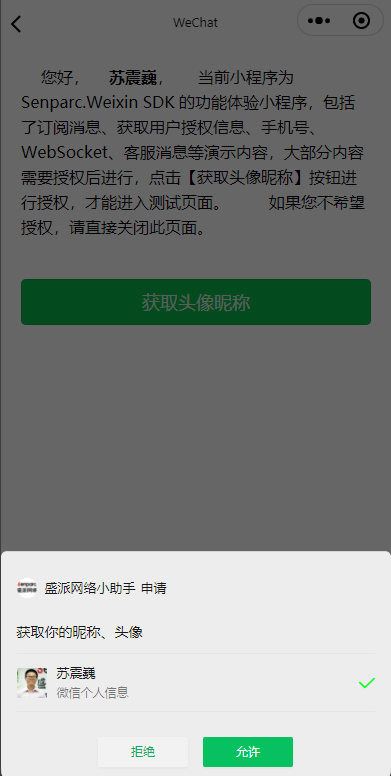 WeChat
您好， 苏震巍， 当前小程序为
Senparc.Weixin SDK 的功能体验小程序，包括
了订阅消息、获取用户授权信息、手机号、
WebSocket、客服消息等演示内容，大部分内容
需要授权后进行，点击【获取头像昵称】按钮进
行授权，才能进入测试页面。 如果您不希望
授权，请直接关闭此页面。
获取头像昵称
Senparc.
盛派网络
盛派网络小助手 申请
获取你的昵称、头像
苏震巍
微信个人信息
拒绝
允许